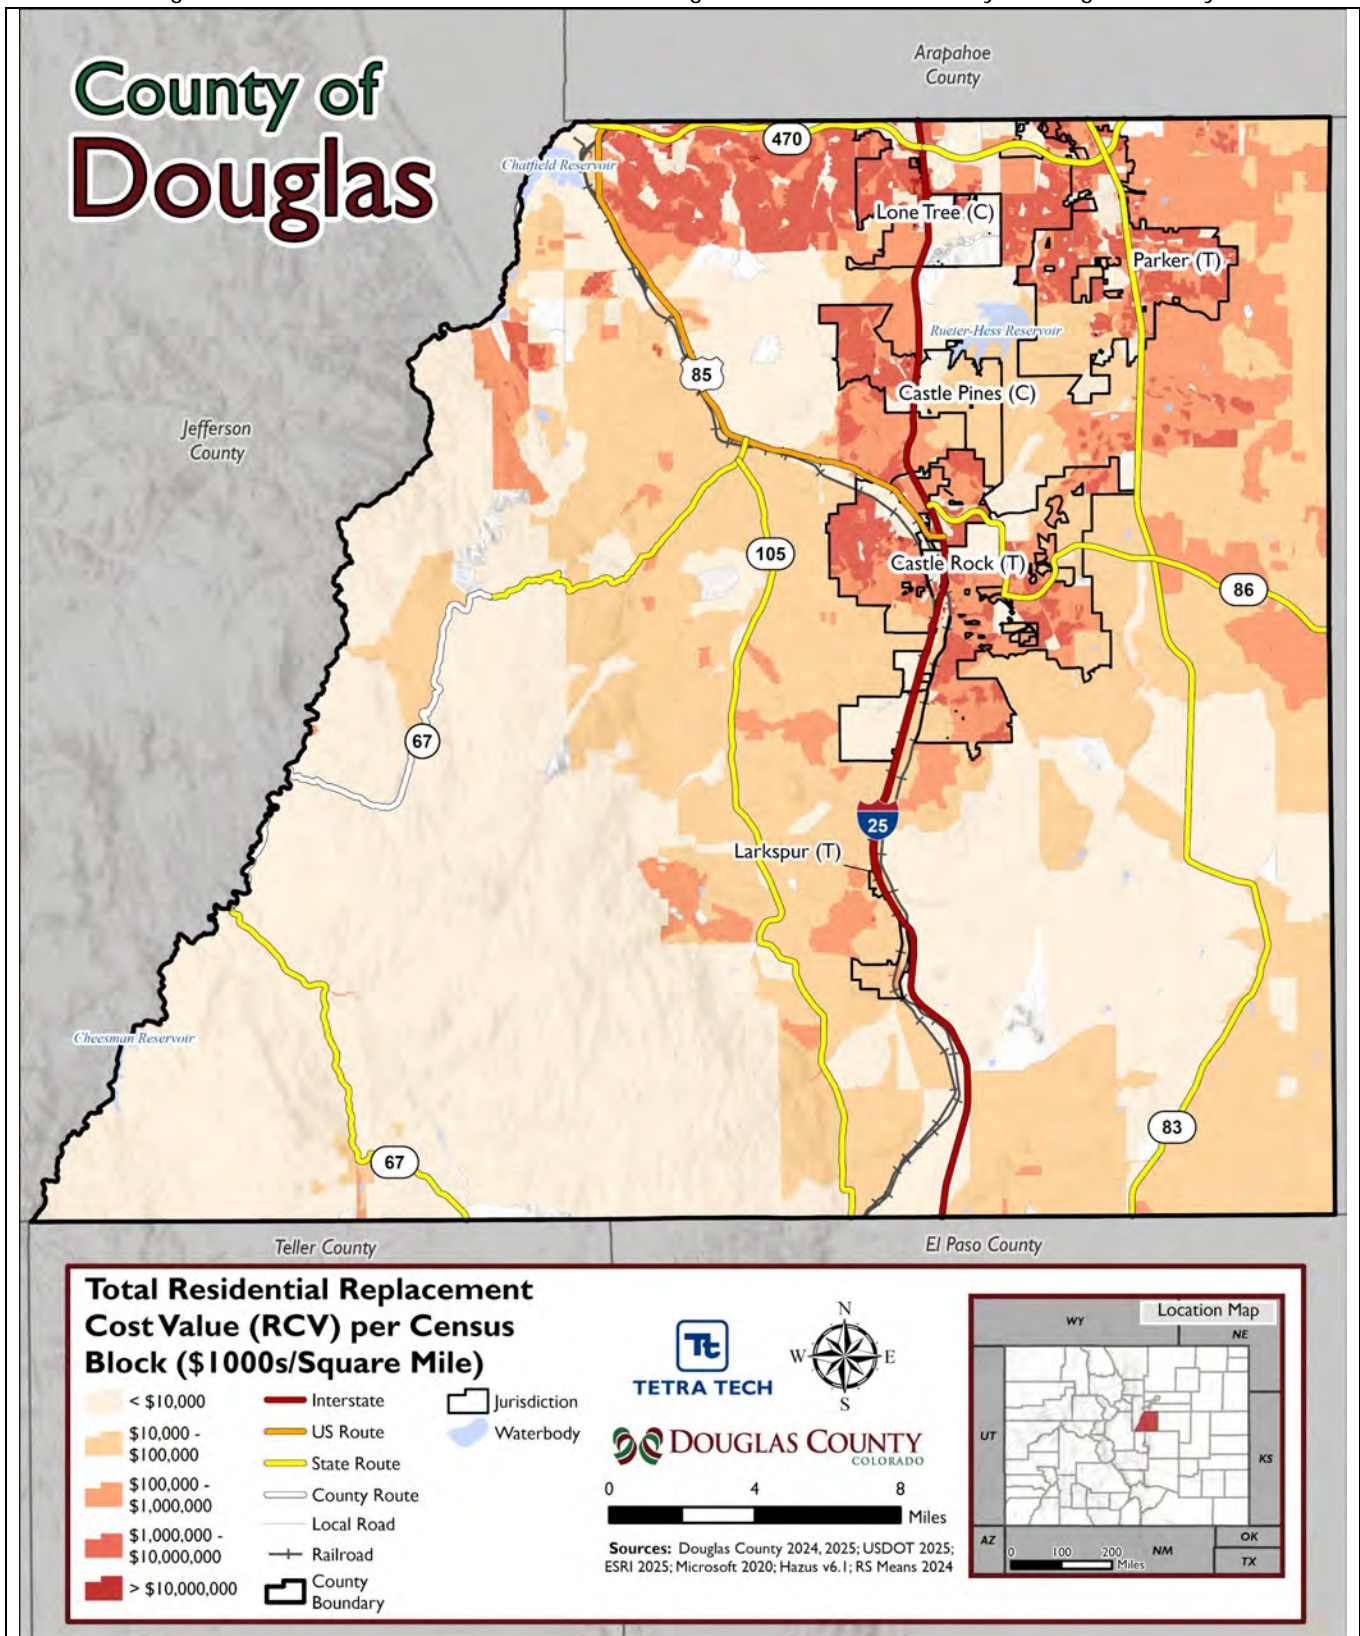 County of
Douglas
Arapahoe
County
470
Chatfield Reservoir
Lone Tree (C)
Parker (T)
Rueter-Hess Reservoir
85
Castle Pines (C)
Jefferson
County
105
Castle Rock (T)
86
67
25
Larkspur (T)
Cheesman Reservoir
83
67
Teller County
El Paso County
Total Residential Replacement
Cost Value (RCV) per Census
Block ($1000s/Square Mile)
< $10,000
$10,000 -
$100,000
$100,000 -
$1,000,000
$1,000,000 -
$10,000,000
> $10,000,000
Interstate
US Route
State Route
County Route
Local Road
Railroad
County
Boundary
Jurisdiction
Waterbody
Tt
TETRA TECH
N
W E
S
DOUGLAS COUNTY
COLORADO
0 4 8
Miles
Sources: Douglas County 2024, 2025; USDOT 2025;
ESRI 2025; Microsoft 2020; Hazus v6.1; RS Means 2024
Location Map
WY
NE
UT
KS
AZ
NM
OK
TX
0 100 200
Miles